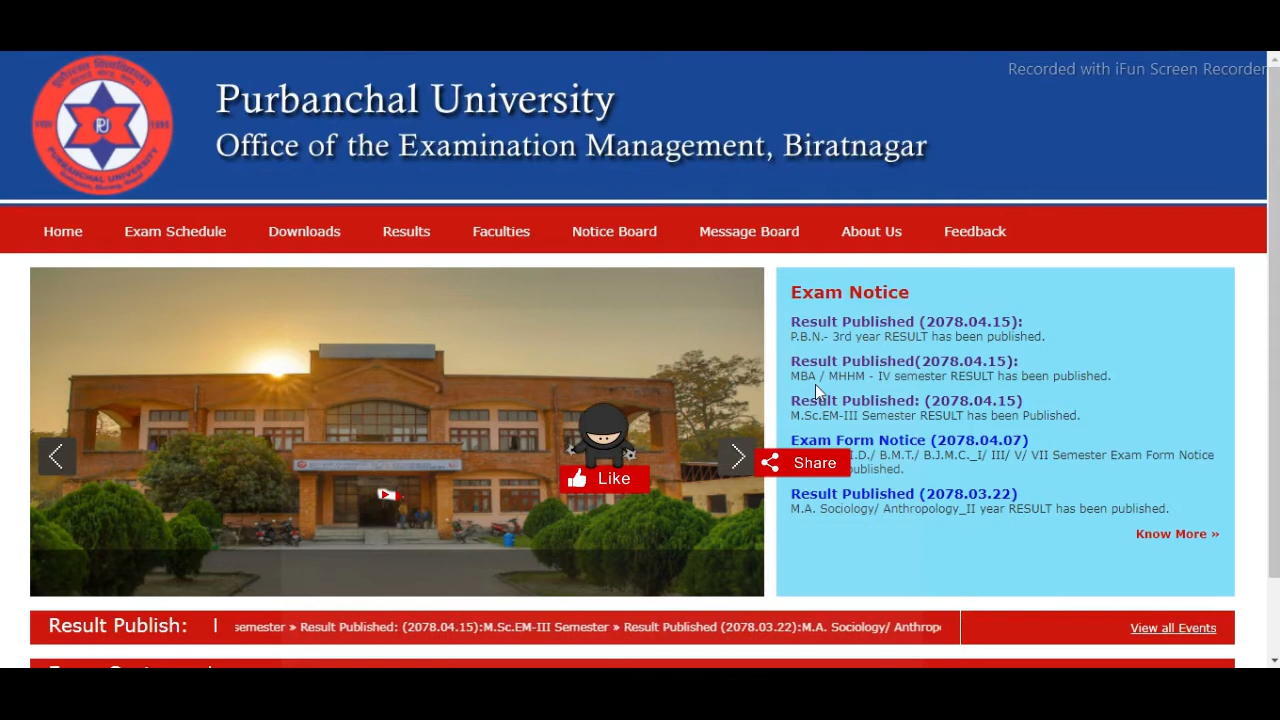 Recorded with iFun Screen Recorder
PURBANCHAL UNIVERSITY
PU
Purbanchal University
Office of the Examination Management, Biratnagar
Home Exam Schedule Downloads Results Faculties Notice Board Message Board About Us Feedback
Exam Notice
Result Published (2078.04.15):
P.B.N.- 3rd year RESULT has been published.
Result Published(2078.04.15):
MBA / MHHM - IV semester RESULT has been published.
Result Published: (2078.04.15)
M.Sc.EM-III Semester RESULT has been Published.
Exam Form Notice (2078.04.07)
I.D./ B.M.T./ B.J.M.C._I/ III/ V/ VII Semester Exam Form Notice
ublished.
Result Published (2078.03.22)
M.A. Sociology/ Anthropology_II year RESULT has been published.
Know More »
Like
Share
Result Publish: semester » Result Published: (2078.04.15):M.Sc.EM-III Semester » Result Published (2078.03.22):M.A. Sociology/ Anthrop
View all Events